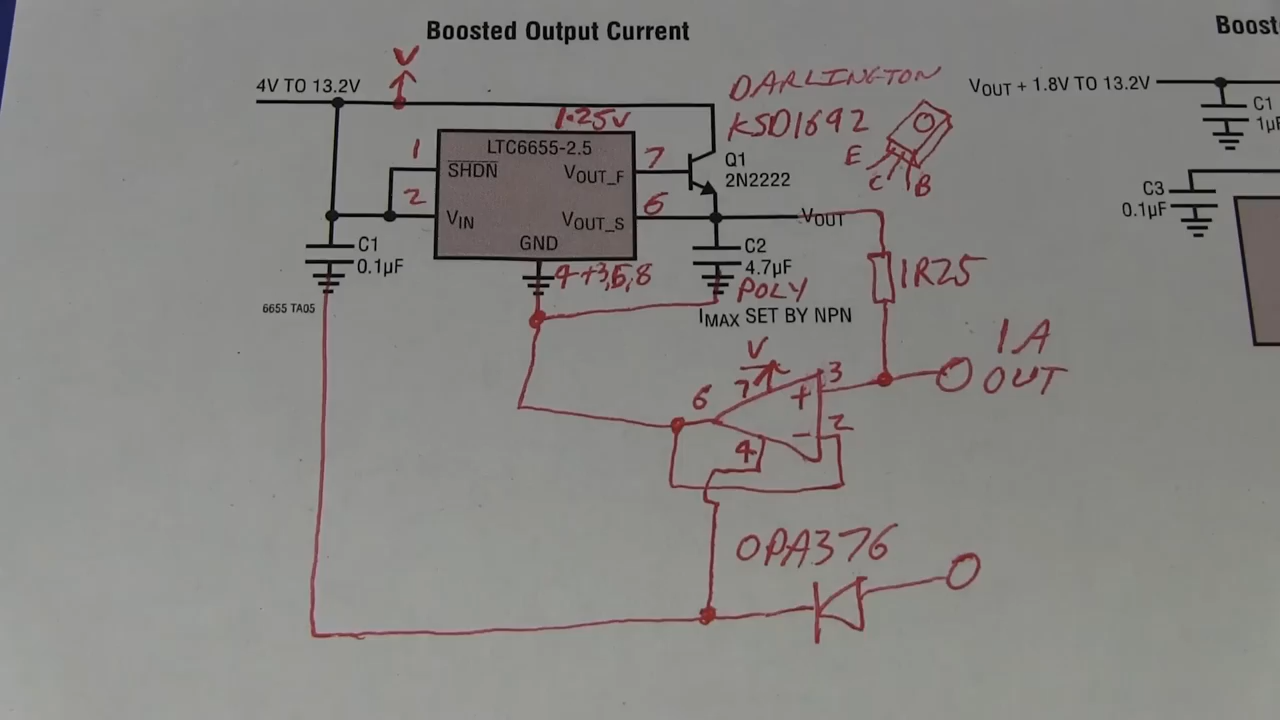 Boosted Output Current
Boost
V
4V TO 13.2V
DARLINGTON
KSD1692
E
C
B
VOUT + 1.8V TO 13.2V
C1
1µF
1.25V
1
2
LTC6655-2.5
SHDN
VOUT_F
VIN
VOUT_S
GND
7
6
Q1
2N2222
VOUT
C3
0.1µF
C1
0.1µF
4+3,5,8
C2
4.7µF
POLY
1R25
6655 TA05
IMAX SET BY NPN
1A
OUT
V
7
3
6
+
2
-
4
OPA376